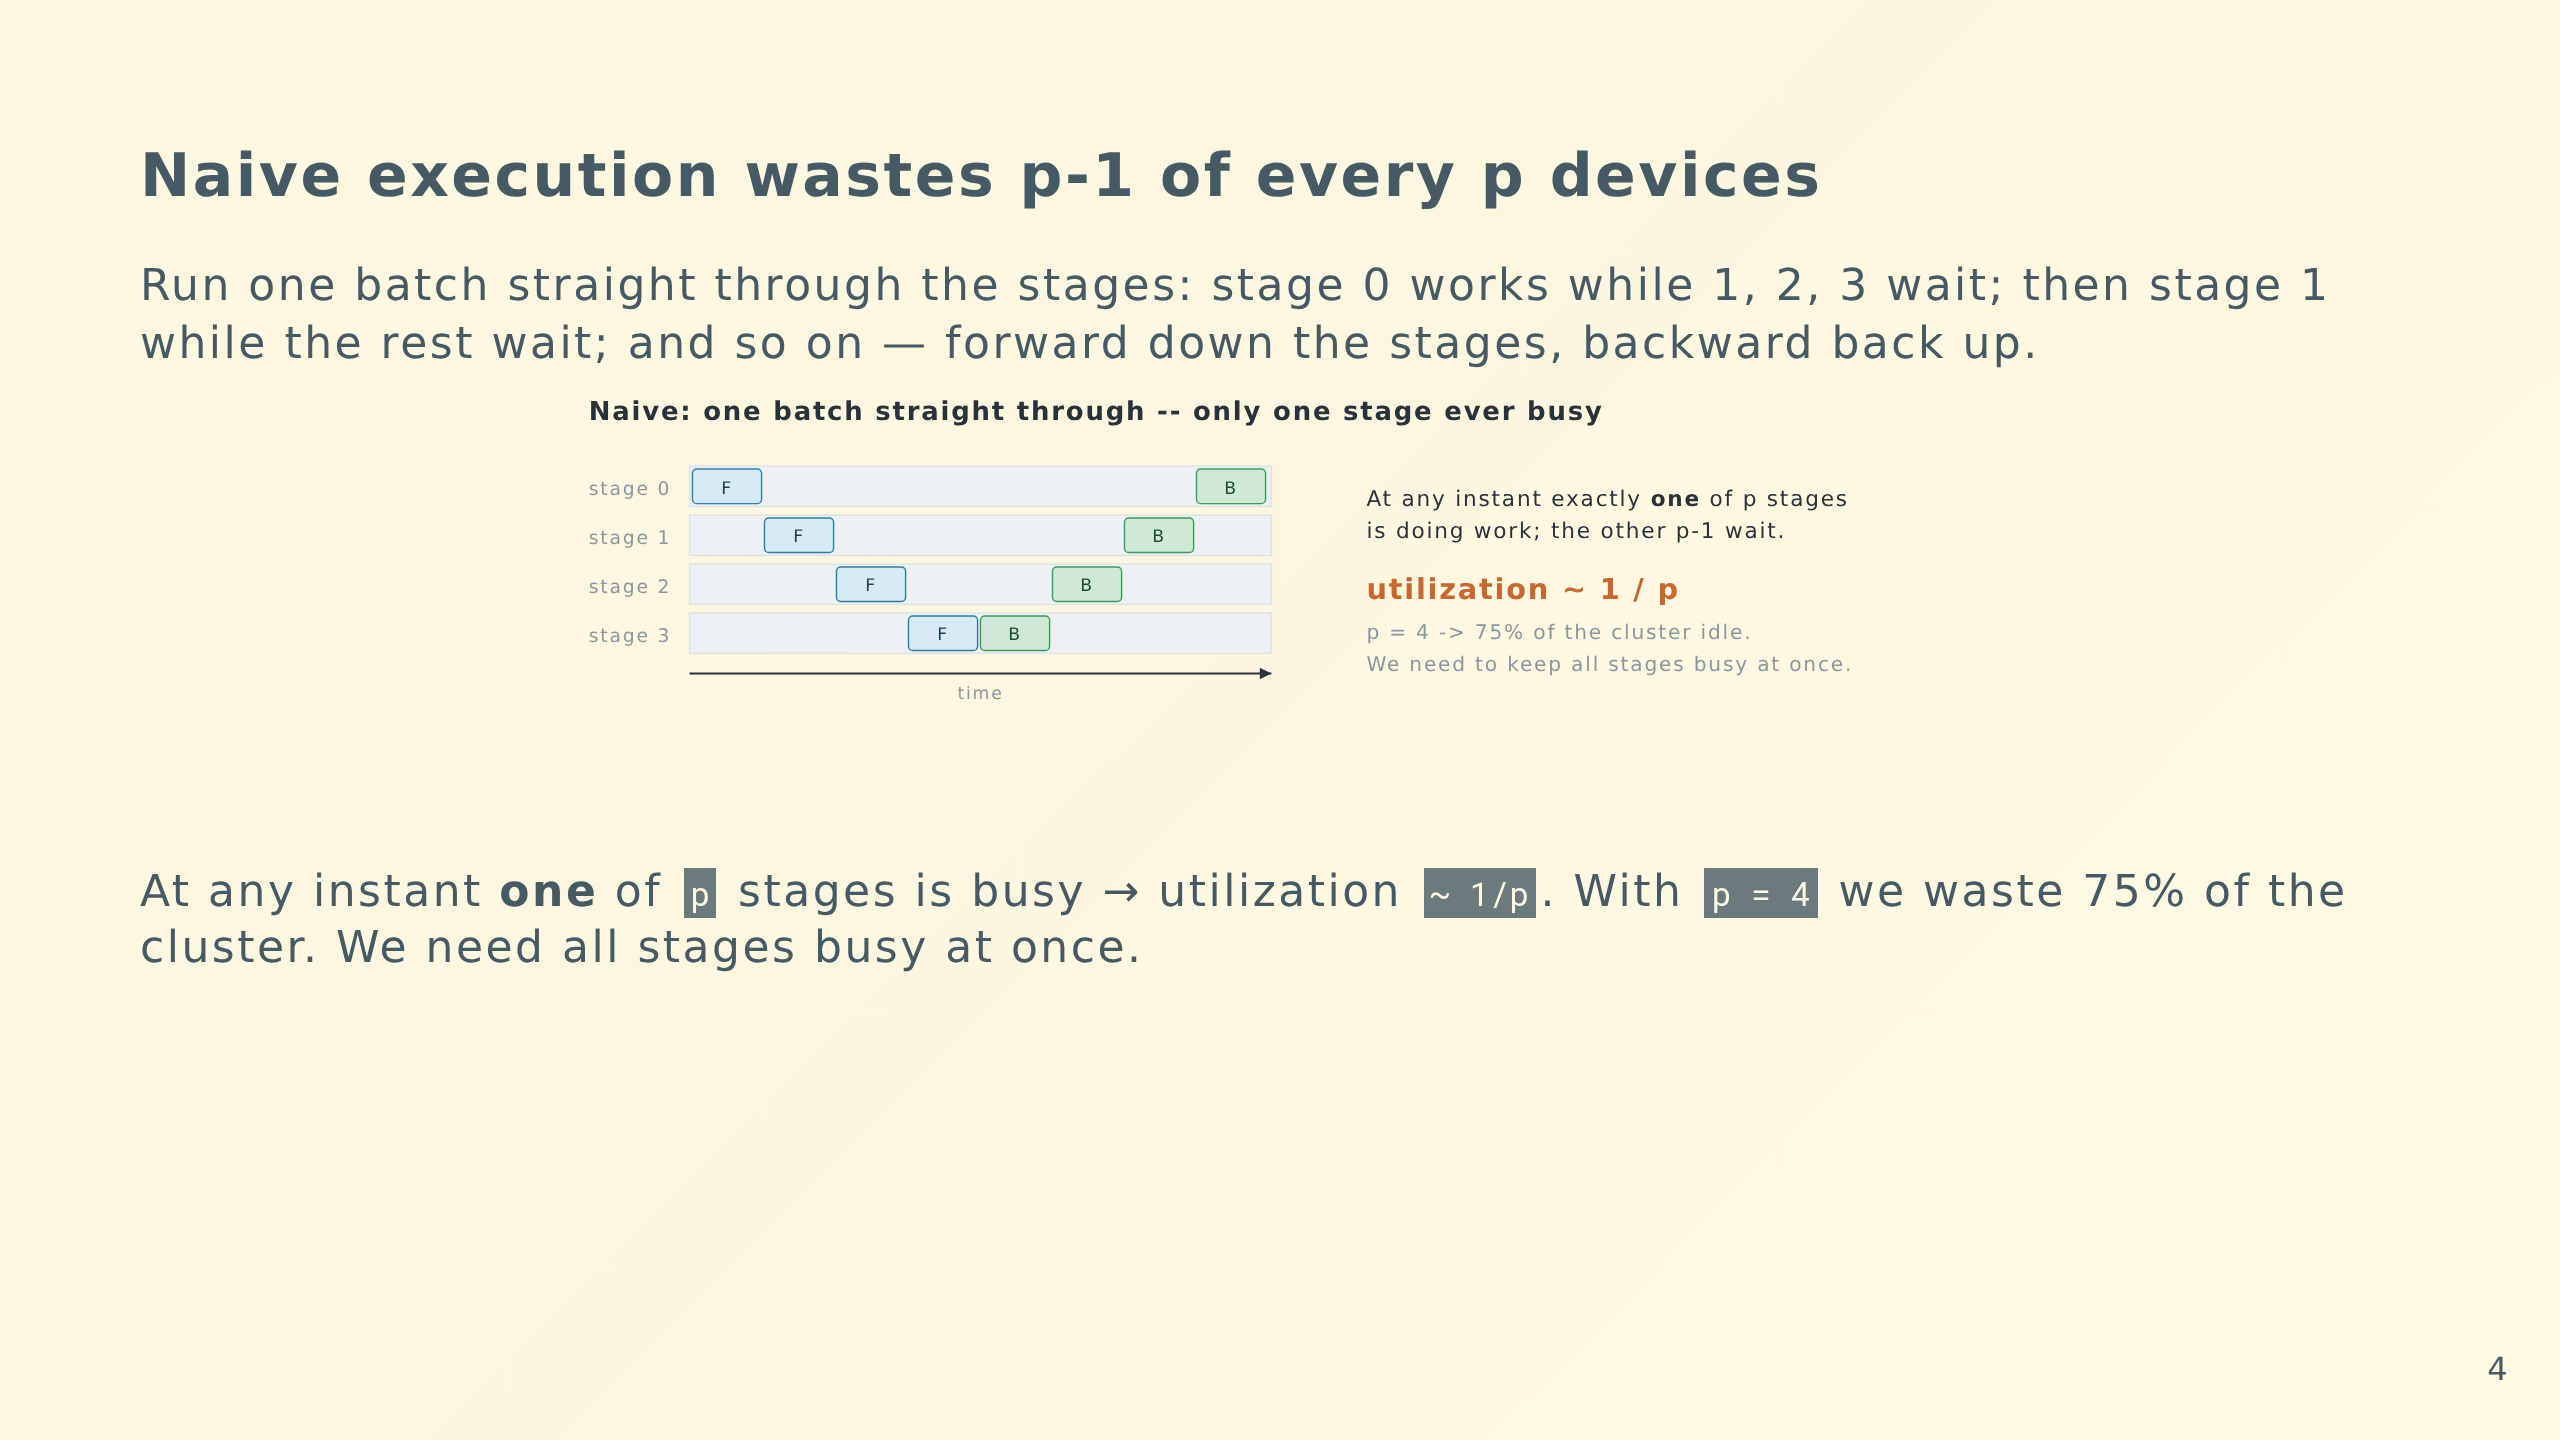 Naive execution wastes p-1 of every p devices
Run one batch straight through the stages: stage 0 works while 1, 2, 3 wait; then stage 1
while the rest wait; and so on — forward down the stages, backward back up.
Naive: one batch straight through -- only one stage ever busy
stage 0 F B
stage 1 F B
stage 2 F B
stage 3 F B
time
At any instant exactly one of p stages
is doing work; the other p-1 wait.
utilization ~ 1 / p
p = 4 -> 75% of the cluster idle.
We need to keep all stages busy at once.
At any instant one of p stages is busy → utilization ~ 1/p. With p = 4 we waste 75% of the
cluster. We need all stages busy at once.
4